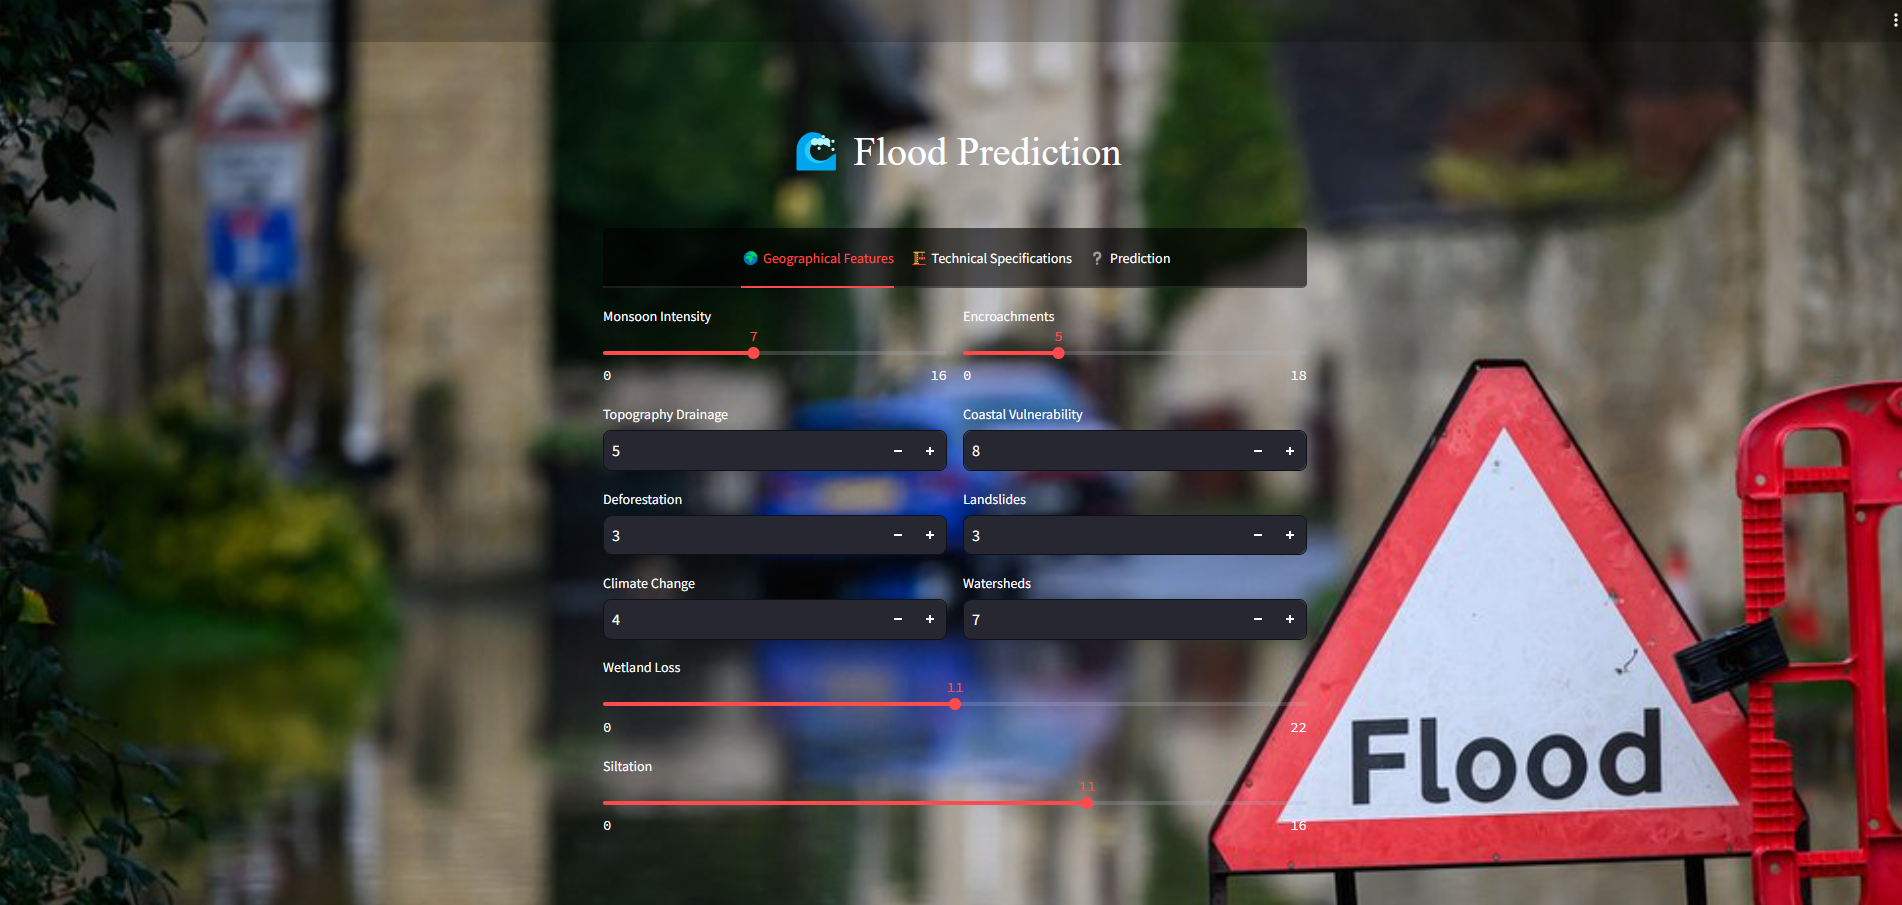 Flood Prediction
Geographical Features Technical Specifications ❔ Prediction
Monsoon Intensity
7
0 16
Encroachments
5
0 18
Topography Drainage
5 − +
Coastal Vulnerability
8 − +
Deforestation
3 − +
Landslides
3 − +
Climate Change
4 − +
Watersheds
7 − +
Wetland Loss
11
0 22
Siltation
11
0 16
Flood